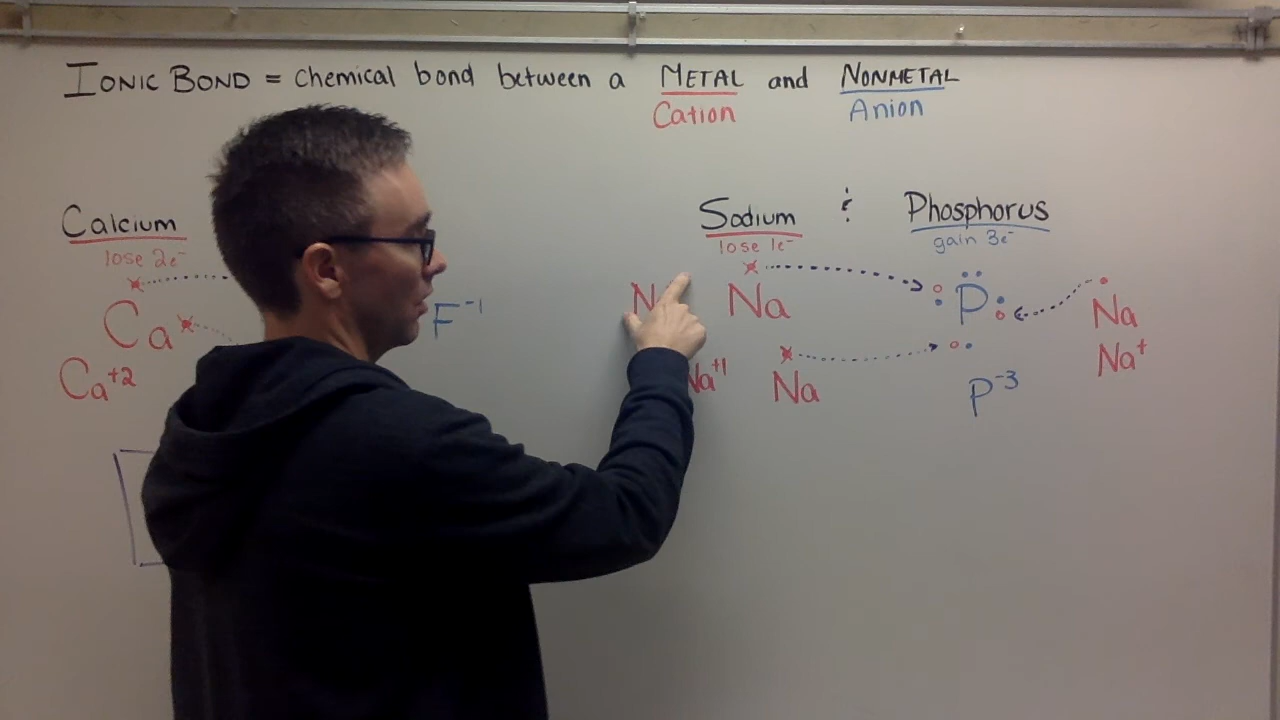 IONIC BOND = Chemical bond between a METAL and NONMETAL
Cation Anion
Calcium
lose 2e⁻
Ca
Ca⁺²
F⁻¹
Sodium & Phosphorus
lose 1e⁻ gain 3e⁻
Na P Na
Na⁺¹ Na P⁻³ Na⁺